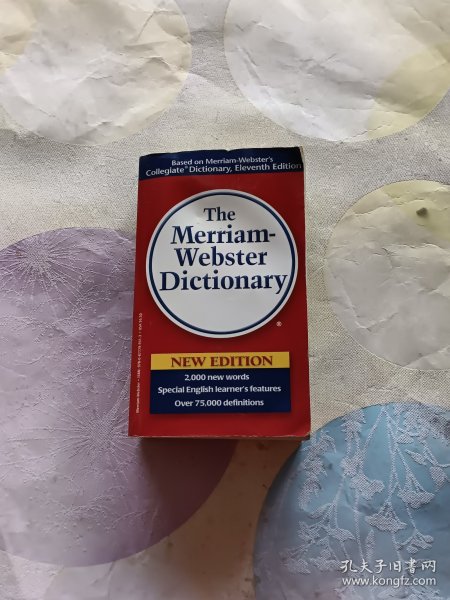 Based on Merriam-Webster's
Collegiate® Dictionary, Eleventh Edition
The
Merriam-
Webster
Dictionary
®
NEW EDITION
2,000 new words
Special English learner's features
Over 75,000 definitions
孔夫子旧书网
www.kongfz.com